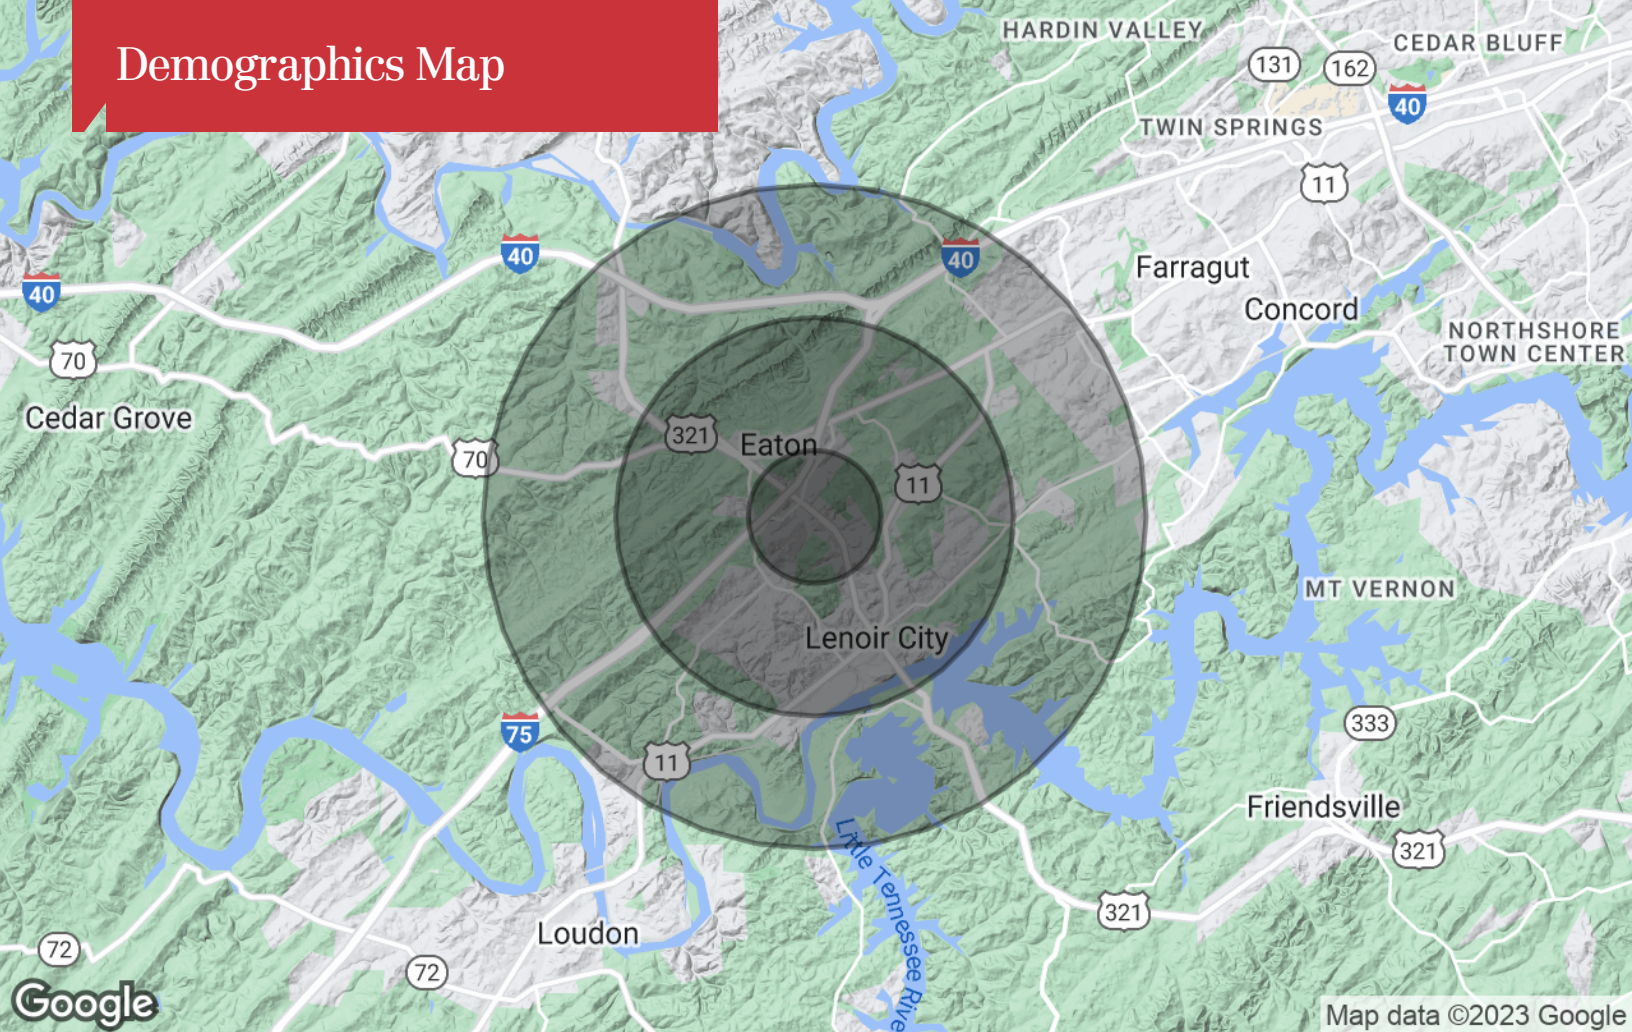 Demographics Map
HARDIN VALLEY
CEDAR BLUFF
131
162
40
TWIN SPRINGS
11
40
40
40
Farragut
Concord
NORTHSHORE
TOWN CENTER
70
Cedar Grove
321
Eaton
70
11
MT VERNON
Lenoir City
75
11
333
Friendsville
321
Little Tennessee Rive
321
Loudon
72
72
Google
Map data ©2023 Google